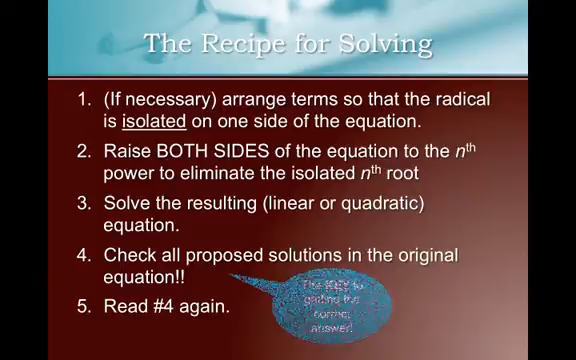 The Recipe for Solving
1. (If necessary) arrange terms so that the radical
is isolated on one side of the equation.
2. Raise BOTH SIDES of the equation to the nth
power to eliminate the isolated nth root
3. Solve the resulting (linear or quadratic)
equation.
4. Check all proposed solutions in the original
equation!!
5. Read #4 again.
The KEY to
getting the
correct
answer!